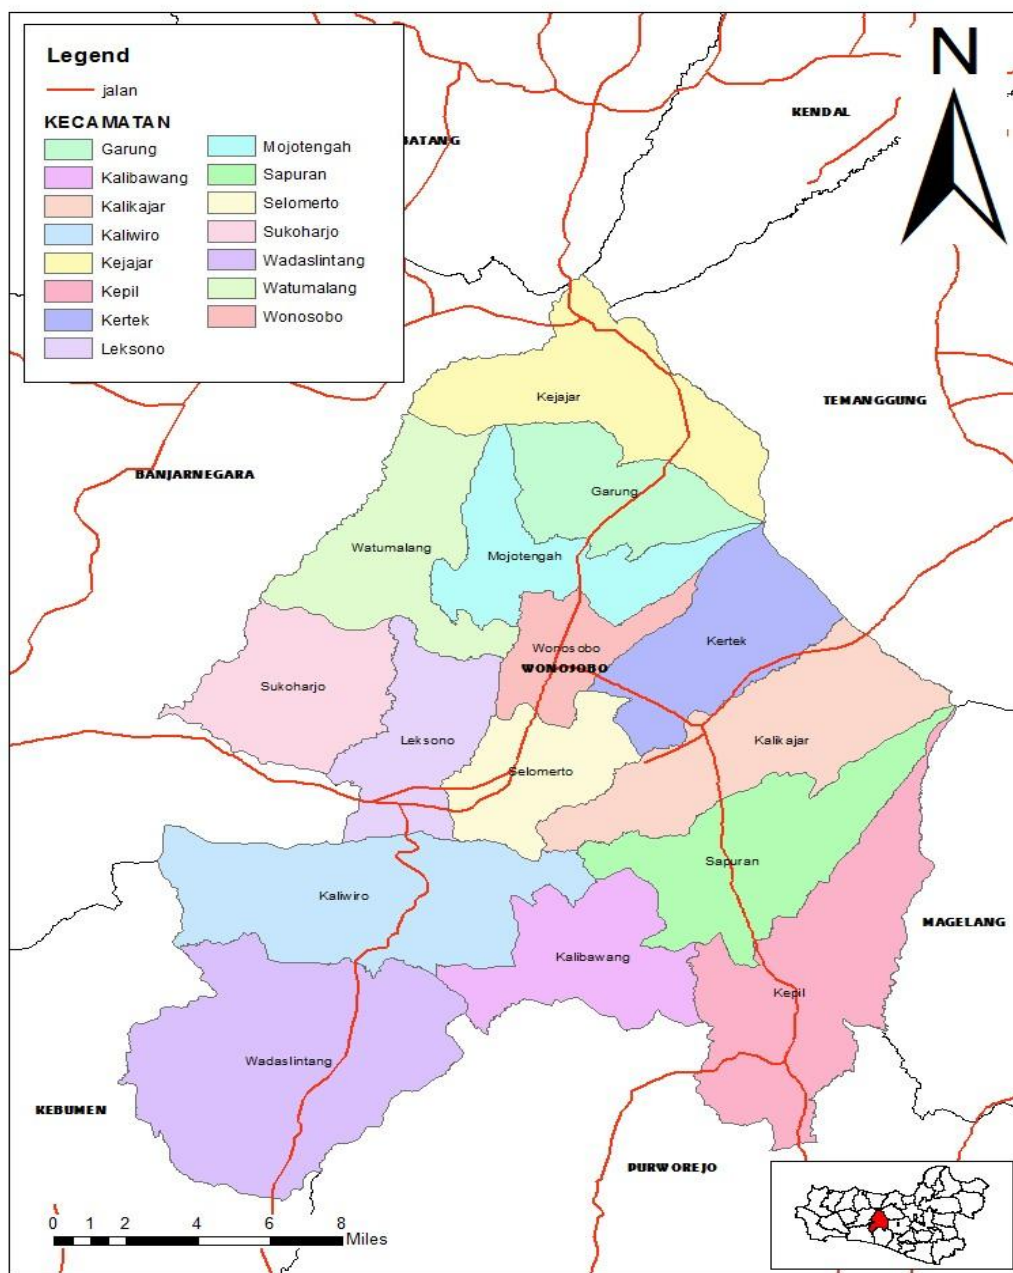 Legend
jalan
KECAMATAN
Garung
Kalibawang
Kalikajar
Kaliwiro
Kejajar
Kepil
Kertek
Leksono
Mojotengah
Sapuran
Selomerto
Sukoharjo
Wadaslintang
Watumalang
Wonosobo
N
BATANG
KENDAL
TEMANGGUNG
BANJARNEGARA
Kejajar
Garung
Watumalang
Mojotengah
Wonosobo
WONOSOBO
Kertek
Sukoharjo
Leksono
Kalikajar
Selomerto
Sapuran
Kaliwiro
MAGELANG
Kalibawang
Kepil
Wadaslintang
KEBUMEN
PURWOREJO
0 1 2 4 6 8
Miles